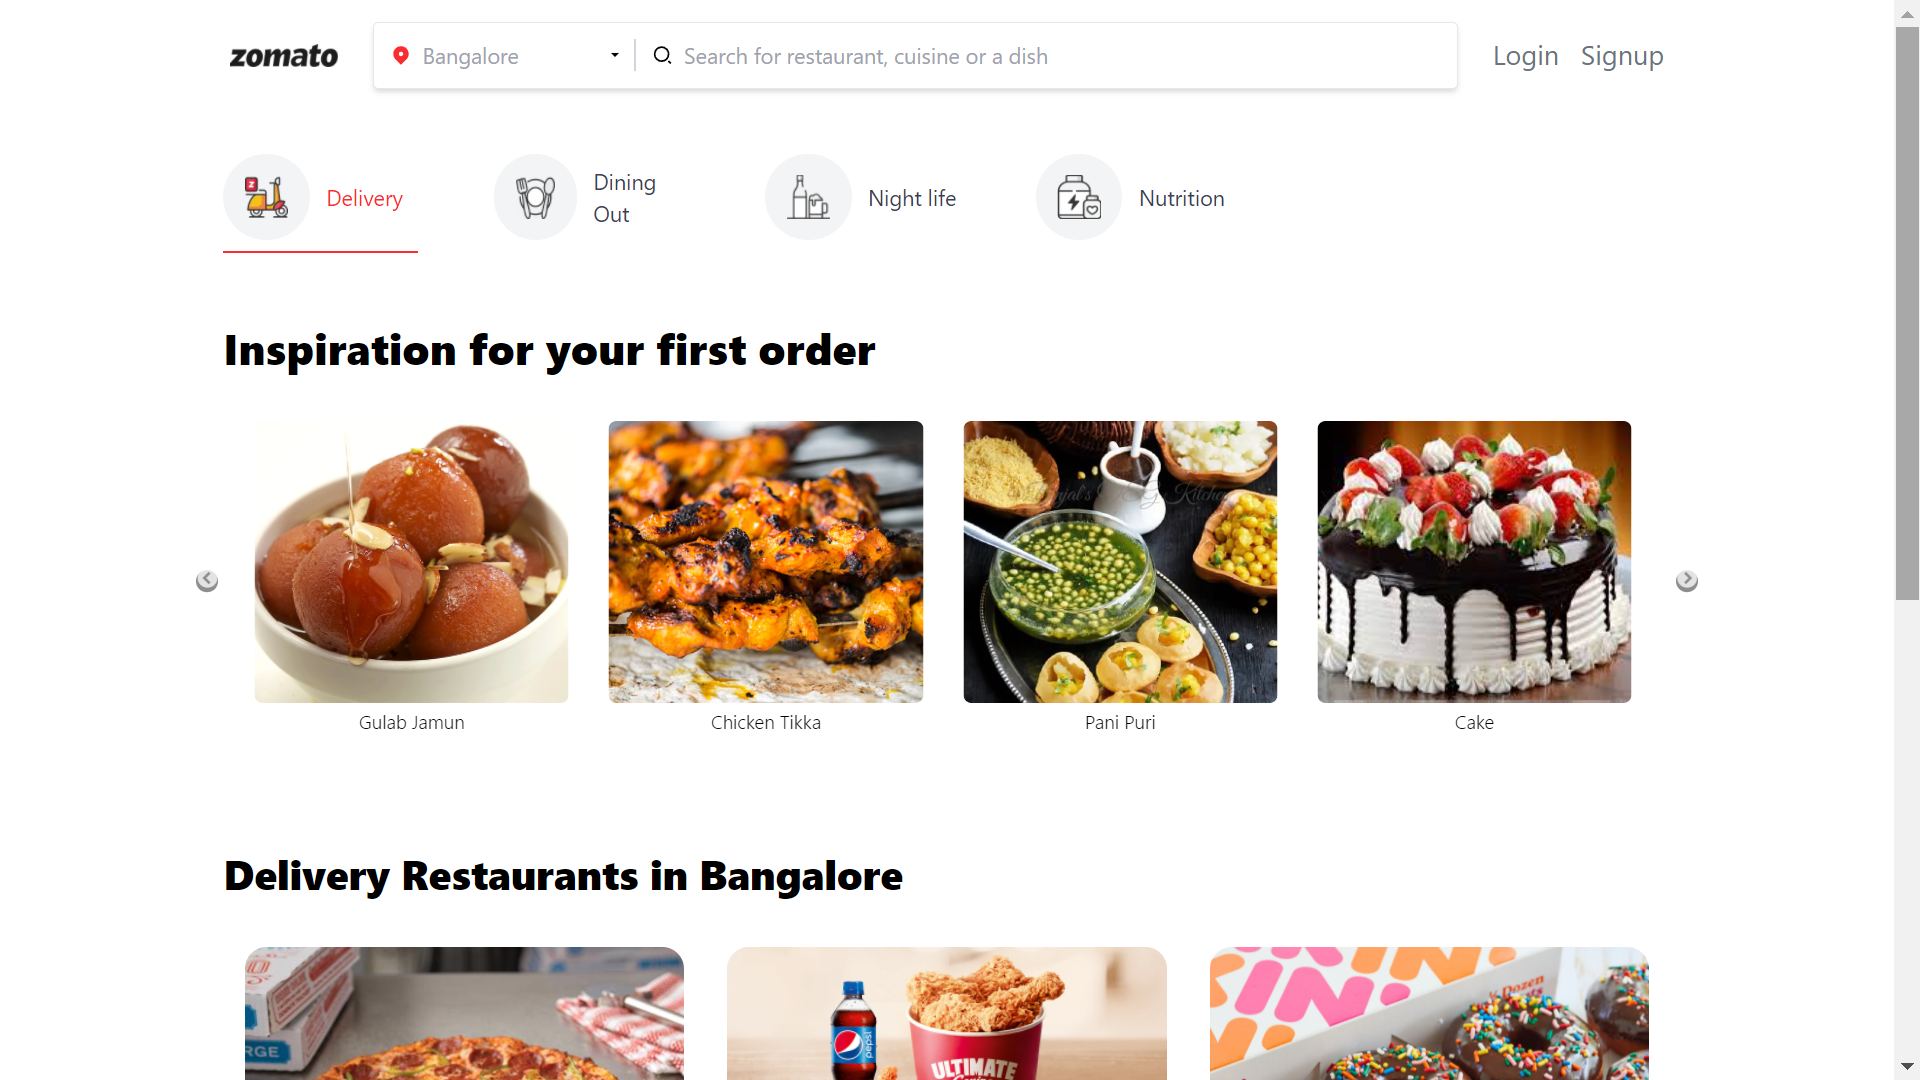 zomato
Bangalore
Search for restaurant, cuisine or a dish
Login
Signup
Delivery
Dining
Out
Night life
Nutrition
Inspiration for your first order
Gulab Jamun
Chicken Tikka
Pani Puri
Cake
Delivery Restaurants in Bangalore
pepsi
ULTIMATE